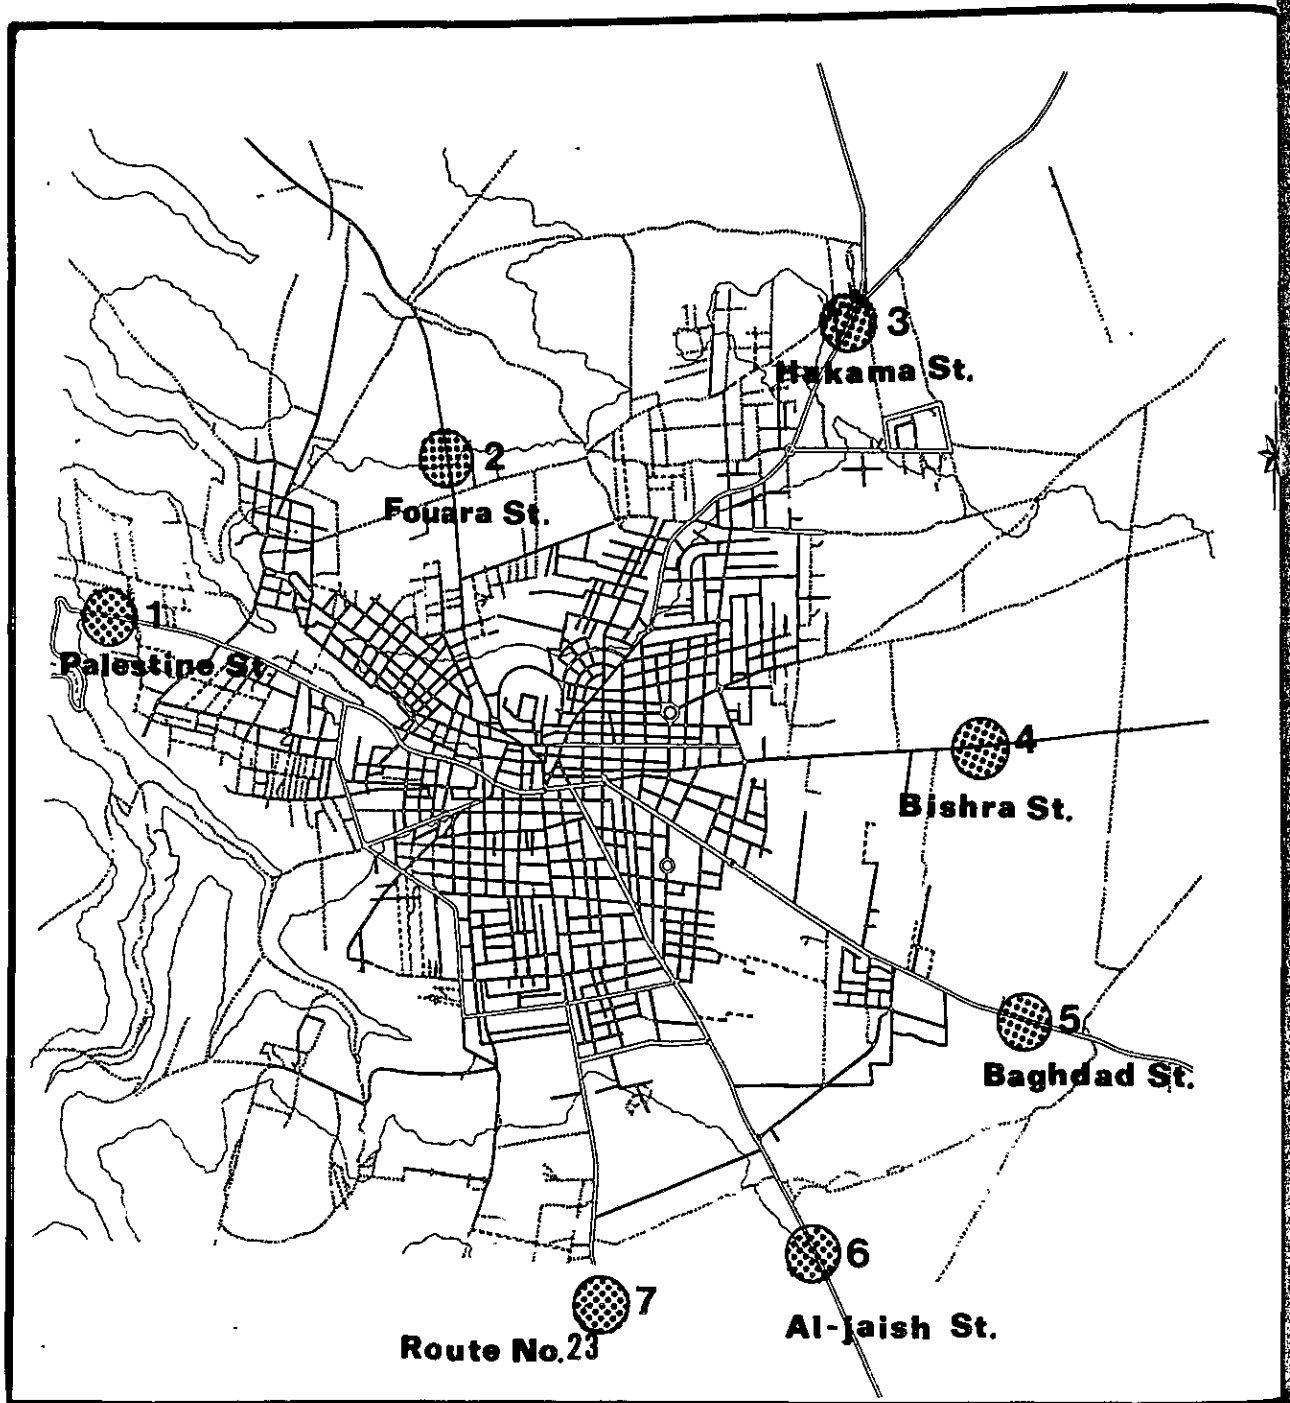 3
Hakama St.
2
Fouara St.
1
Palestine St.
4
Bishra St.
5
Baghdad St.
6
Al-jaish St.
7
Route No.23